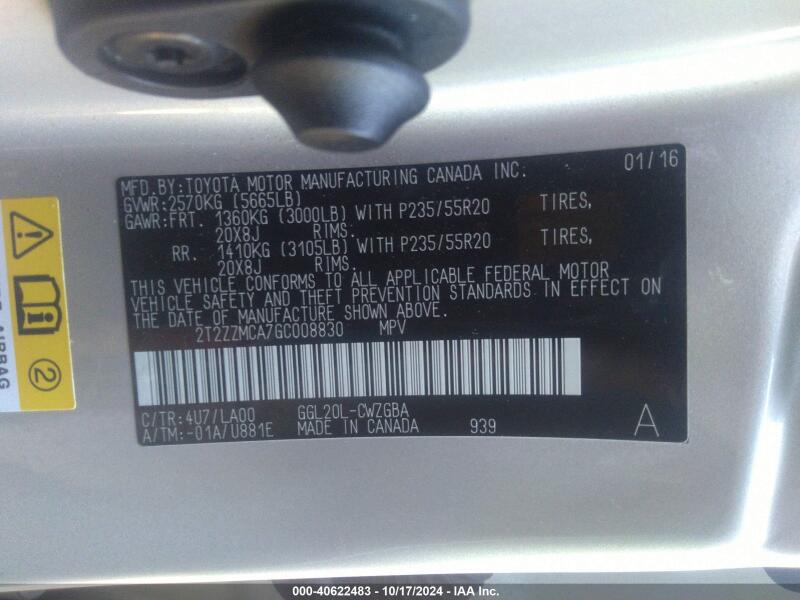 MFD.BY:TOYOTA MOTOR MANUFACTURING CANADA INC. 01/16
GVWR:2570KG (5665LB)
GAWR:FRT. 1360KG (3000LB) WITH P235/55R20 TIRES,
20X8J RIMS.
RR. 1410KG (3105LB) WITH P235/55R20 TIRES,
20X8J RIMS.
THIS VEHICLE CONFORMS TO ALL APPLICABLE FEDERAL MOTOR
VEHICLE SAFETY AND THEFT PREVENTION STANDARDS IN EFFECT ON
THE DATE OF MANUFACTURE SHOWN ABOVE.
2T2ZZMCA7GC008830 MPV
C/TR:4U7/LA00 GGL20L-CWZGBA
A/TM:-01A/U881E MADE IN CANADA 939 A
AIRBAG
2
000-40622483 - 10/17/2024 - IAA Inc.